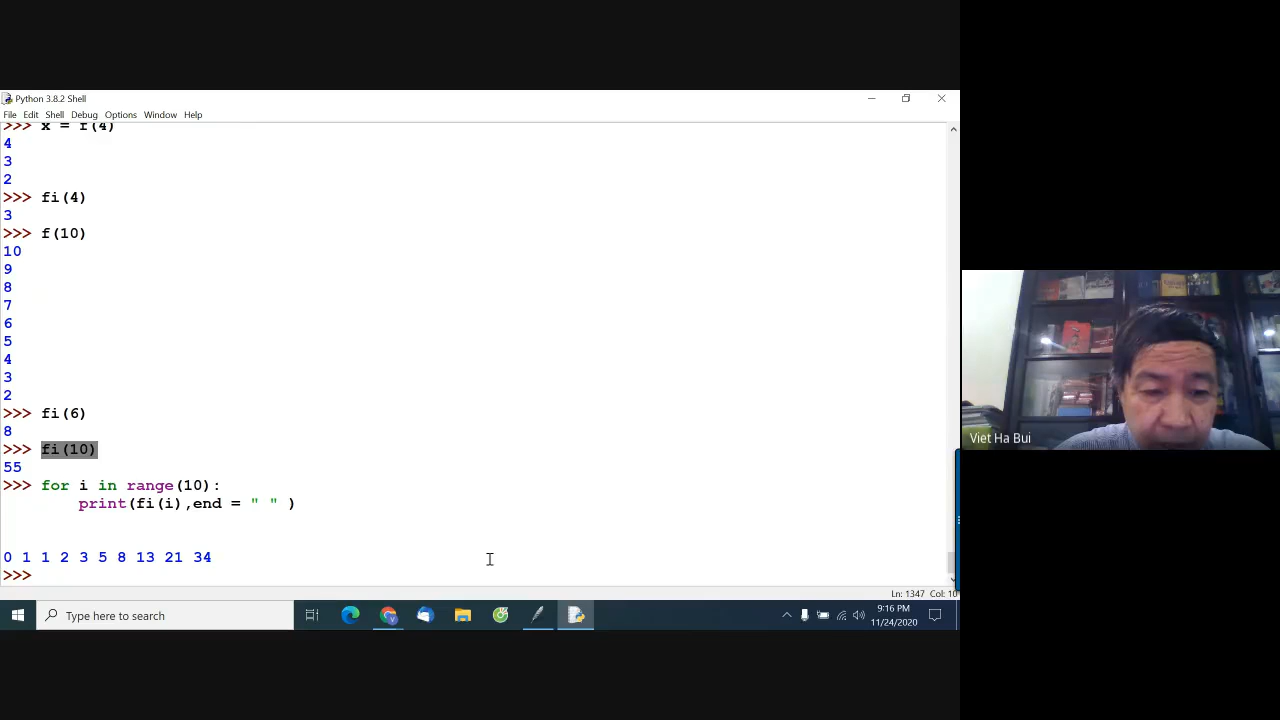 Python 3.8.2 Shell
File Edit Shell Debug Options Window Help
>>> x = f(4)
4
3
2
>>> fi(4)
3
>>> f(10)
10
9
8
7
6
5
4
3
2
>>> fi(6)
8
>>> fi(10)
55
>>> for i in range(10):
print(fi(i),end = " " )
0 1 1 2 3 5 8 13 21 34
>>>
Ln: 1347 Col: 10
Type here to search
9:16 PM
11/24/2020
Viet Ha Bui